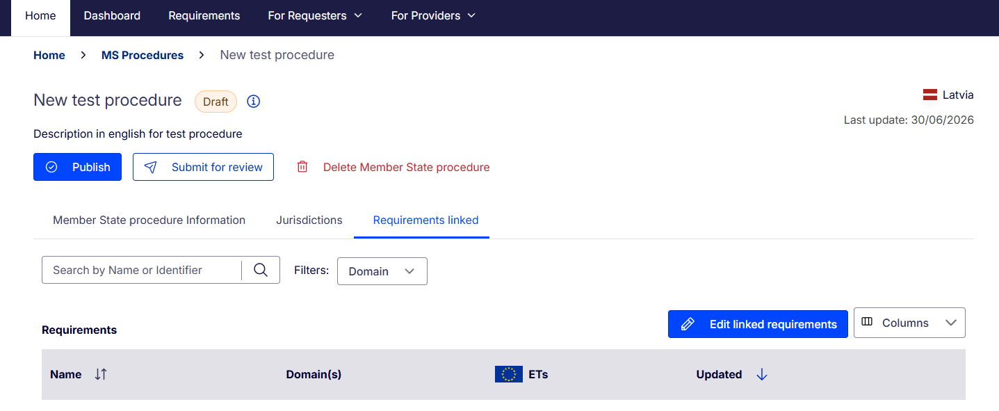 Home Dashboard Requirements For Requesters For Providers
Home > MS Procedures > New test procedure
New test procedure Draft
Latvia
Last update: 30/06/2026
Description in english for test procedure
Publish Submit for review Delete Member State procedure
Member State procedure Information Jurisdictions Requirements linked
Search by Name or Identifier Filters: Domain
Requirements Edit linked requirements Columns
Name Domain(s) ETs Updated